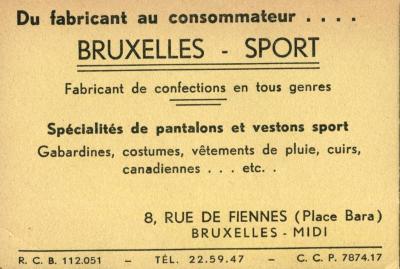 Du fabricant au consommateur . . . .
BRUXELLES - SPORT
Fabricant de confections en tous genres
Spécialités de pantalons et vestons sport
Gabardines, costumes, vêtements de pluie, cuirs,
canadiennes . . . etc. .
8, RUE DE FIENNES (Place Bara)
BRUXELLES - MIDI
R. C. B. 112.051 - TÉL. 22.59.47 - C. C. P. 7874.17